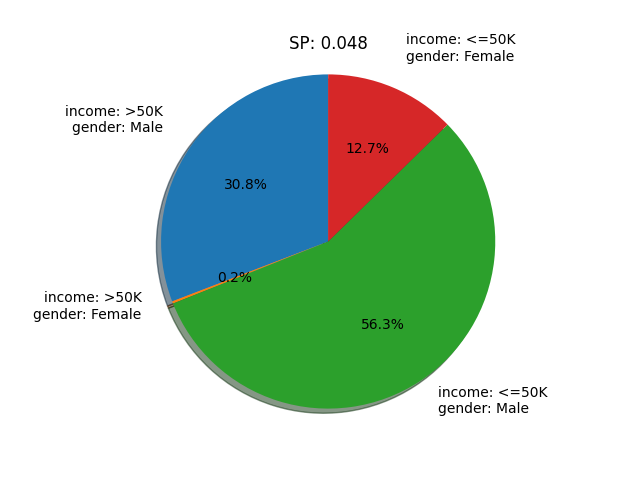 SP: 0.048
income: <=50K
gender: Female
income: >50K
gender: Male
12.7%
30.8%
0.2%
income: >50K
gender: Female
56.3%
income: <=50K
gender: Male